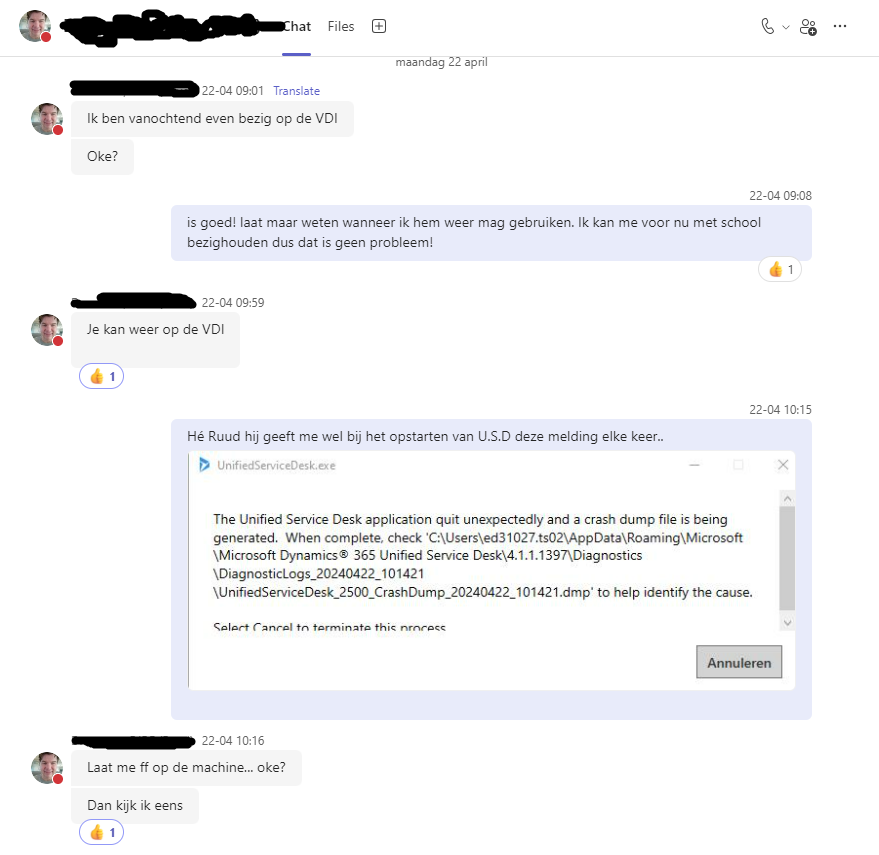 Chat Files
maandag 22 april
22-04 09:01 Translate
Ik ben vanochtend even bezig op de VDI
Oke?
22-04 09:08
is goed! laat maar weten wanneer ik hem weer mag gebruiken. Ik kan me voor nu met school
bezighouden dus dat is geen probleem!
👍 1
22-04 09:59
Je kan weer op de VDI
👍 1
22-04 10:15
Hé Ruud hij geeft me wel bij het opstarten van U.S.D deze melding elke keer..
UnifiedServiceDesk.exe
The Unified Service Desk application quit unexpectedly and a crash dump file is being
generated.  When complete, check 'C:\Users\ed31027.ts02\AppData\Roaming\Microsoft
\Microsoft Dynamics® 365 Unified Service Desk\4.1.1.1397\Diagnostics
\DiagnosticLogs_20240422_101421
\UnifiedServiceDesk_2500_CrashDump_20240422_101421.dmp' to help identify the cause.
Select Cancel to terminate this process
Annuleren
22-04 10:16
Laat me ff op de machine... oke?
Dan kijk ik eens
👍 1